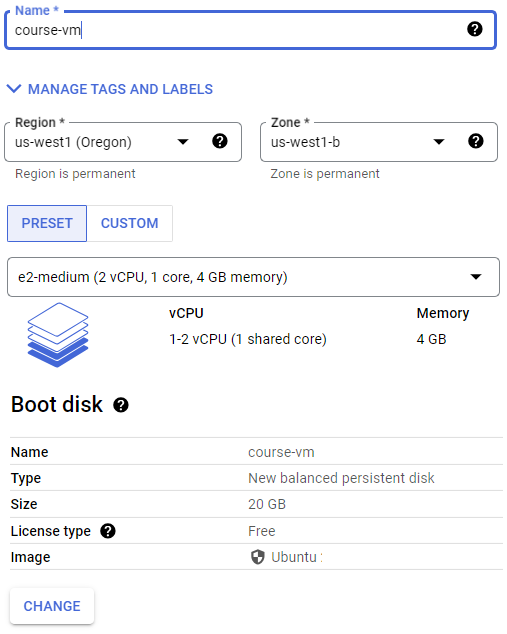 Name *
course-vm
MANAGE TAGS AND LABELS
Region * Zone *
us-west1 (Oregon) us-west1-b
Region is permanent Zone is permanent
PRESET CUSTOM
e2-medium (2 vCPU, 1 core, 4 GB memory)
vCPU Memory
1-2 vCPU (1 shared core) 4 GB
Boot disk
Name course-vm
Type New balanced persistent disk
Size 20 GB
License type Free
Image Ubuntu :
CHANGE